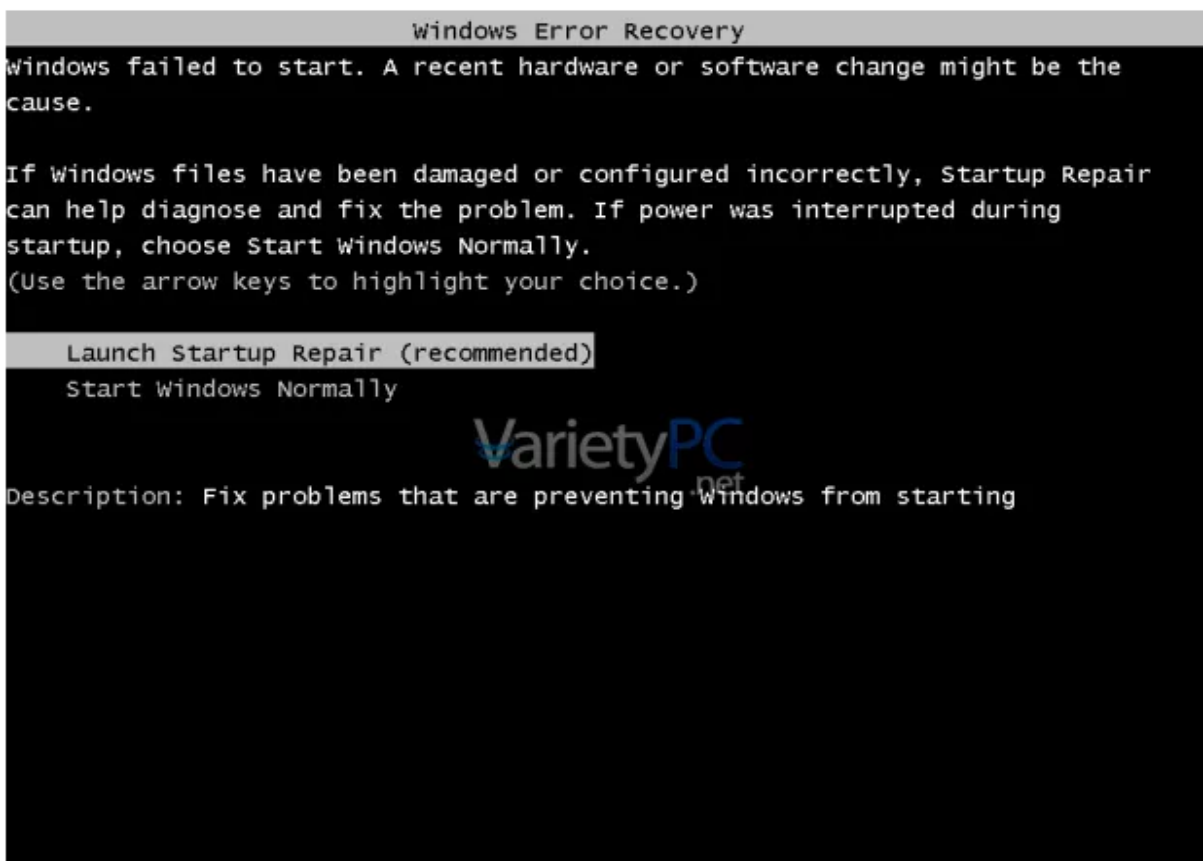 Windows Error Recovery
Windows failed to start. A recent hardware or software change might be the
cause.
If Windows files have been damaged or configured incorrectly, Startup Repair
can help diagnose and fix the problem. If power was interrupted during
startup, choose Start Windows Normally.
(Use the arrow keys to highlight your choice.)
Launch Startup Repair (recommended)
Start Windows Normally
VarietyPC
.net
Description: Fix problems that are preventing Windows from starting